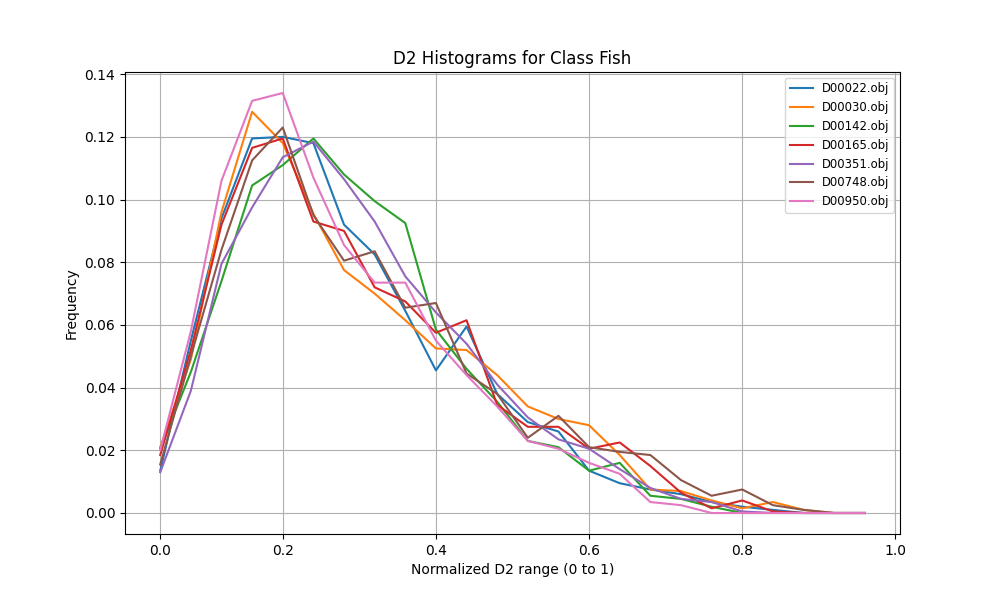 D2 Histograms for Class Fish
0.14
0.12
0.10
0.08
0.06
0.04
0.02
0.00
Frequency
D00022.obj
D00030.obj
D00142.obj
D00165.obj
D00351.obj
D00748.obj
D00950.obj
0.0 0.2 0.4 0.6 0.8 1.0
Normalized D2 range (0 to 1)